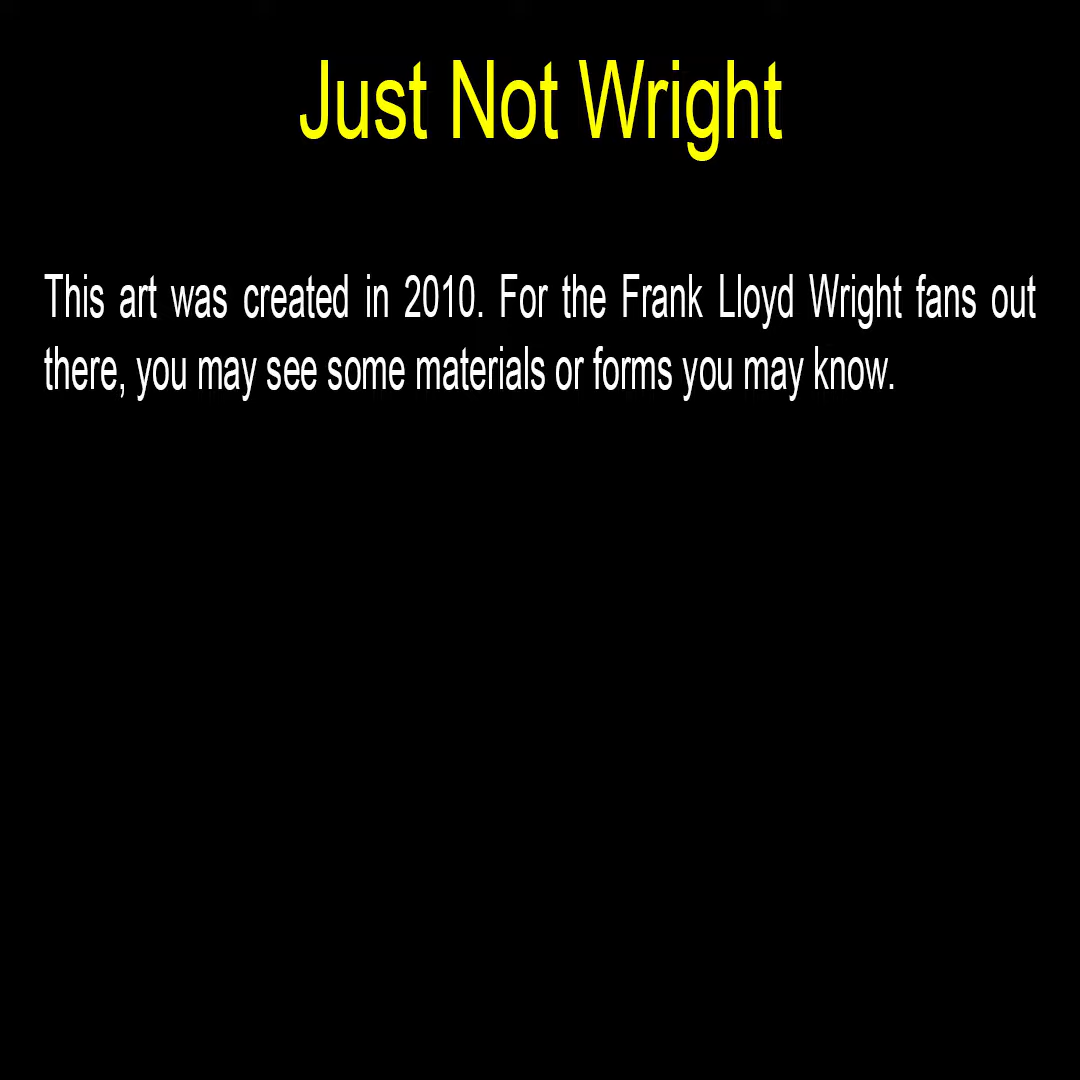 Just Not Wright
This art was created in 2010. For the Frank Lloyd Wright fans out
there, you may see some materials or forms you may know.